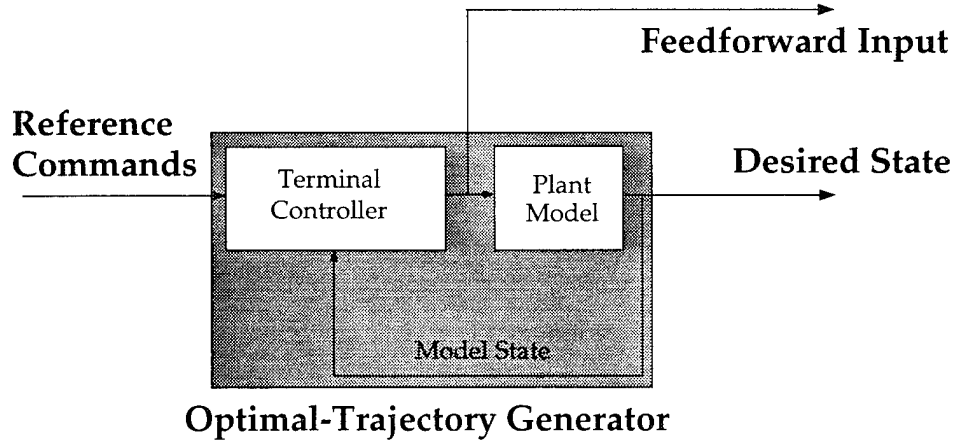 Feedforward Input
Reference
Commands
Desired State
Terminal
Controller
Plant
Model
Model State
Optimal-Trajectory Generator